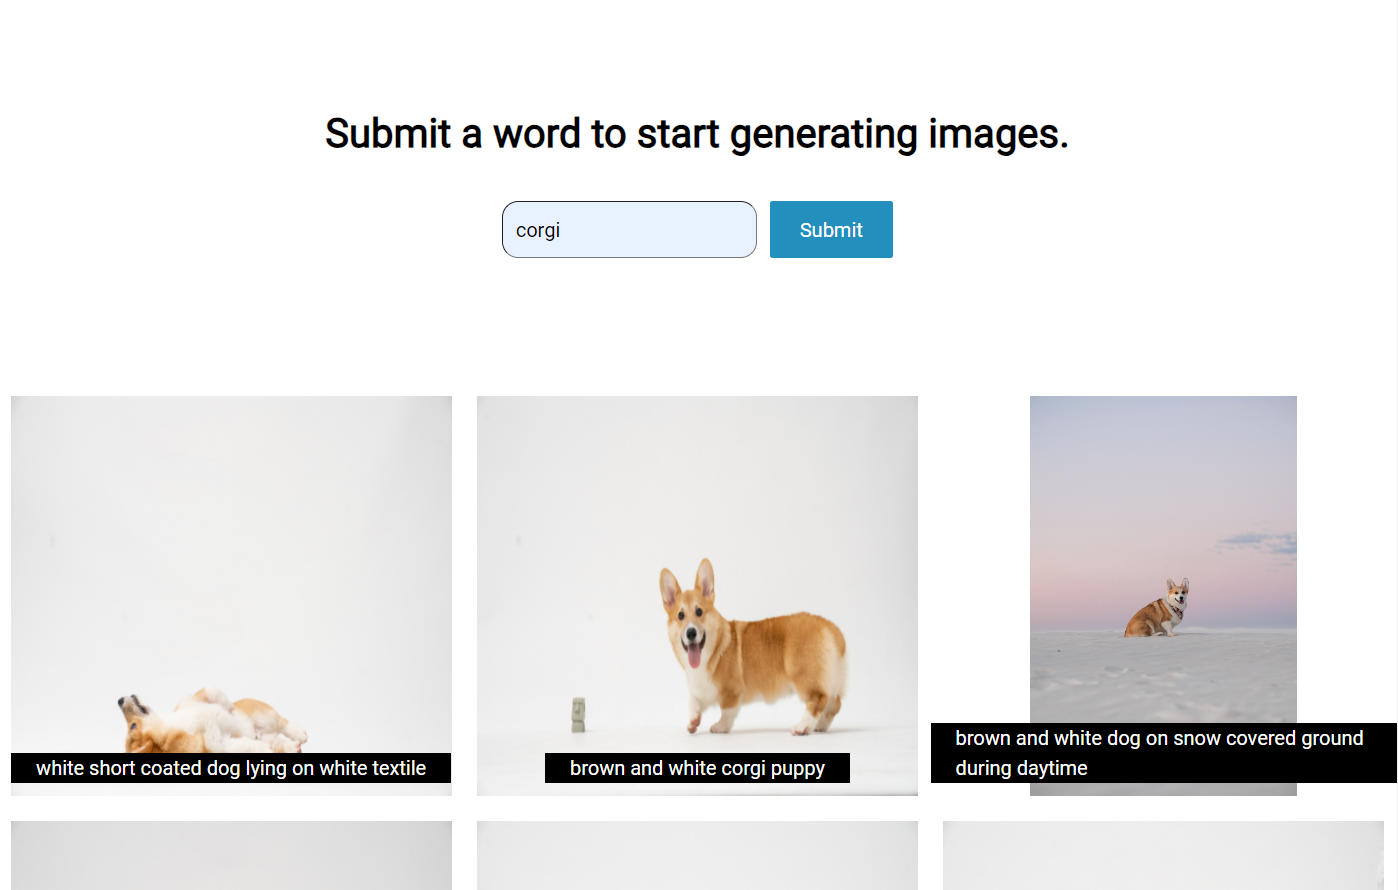 Submit a word to start generating images.
corgi
Submit
white short coated dog lying on white textile
brown and white corgi puppy
brown and white dog on snow covered ground
during daytime